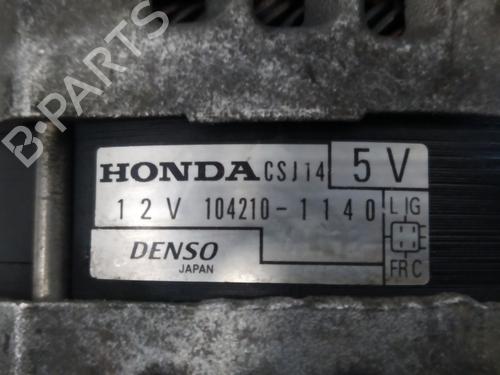 HONDA CSJ14 5V
12V 104210-1140
L IG
DENSO
JAPAN
FR C
B-PARTS